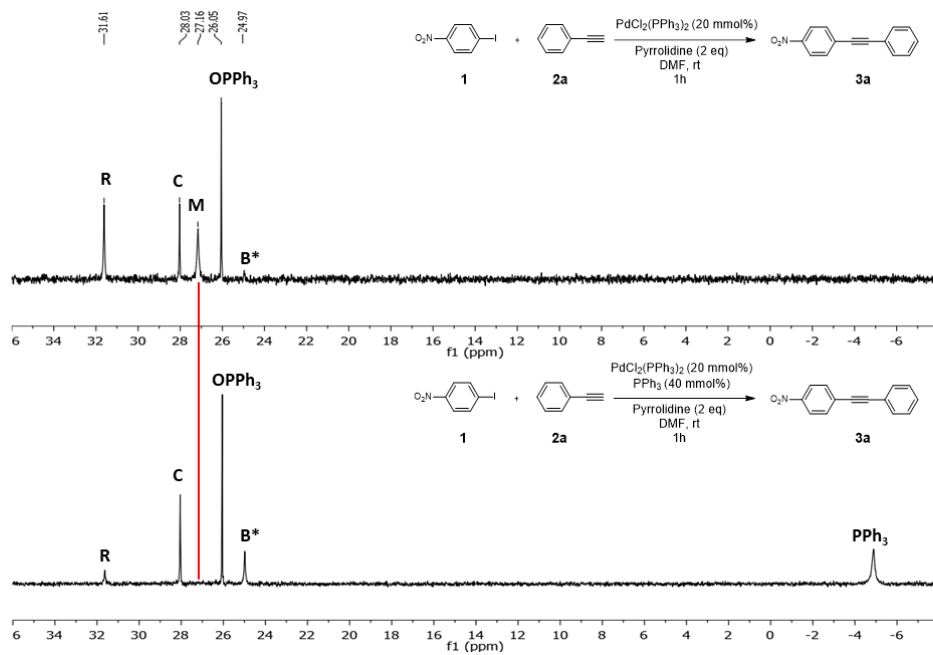 31.61
28.03
27.16
26.05
24.97
PdCl2(PPh3)2 (20 mmol%)
O2N
I
+
Pyrrolidine (2 eq)
DMF, rt
1h
O2N
1
2a
3a
OPPh3
R
C
M
B*
36 34 32 30 28 26 24 22 20 18 16 14 12 10 8 6 4 2 0 -2 -4 -6
f1 (ppm)
PdCl2(PPh3)2 (20 mmol%)
PPh3 (40 mmol%)
O2N
I
+
Pyrrolidine (2 eq)
DMF, rt
1h
O2N
1
2a
3a
OPPh3
C
R
B*
PPh3
36 34 32 30 28 26 24 22 20 18 16 14 12 10 8 6 4 2 0 -2 -4 -6
f1 (ppm)